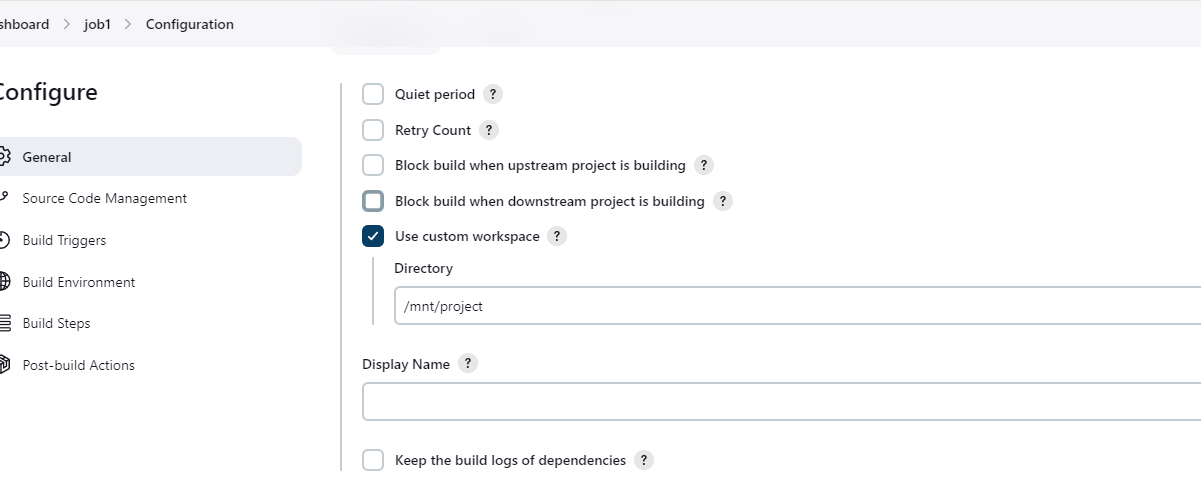 shboard > job1 > Configuration
Configure
General
Source Code Management
Build Triggers
Build Environment
Build Steps
Post-build Actions
Quiet period ?
Retry Count ?
Block build when upstream project is building ?
Block build when downstream project is building ?
Use custom workspace ?
Directory
/mnt/project
Display Name ?
Keep the build logs of dependencies ?